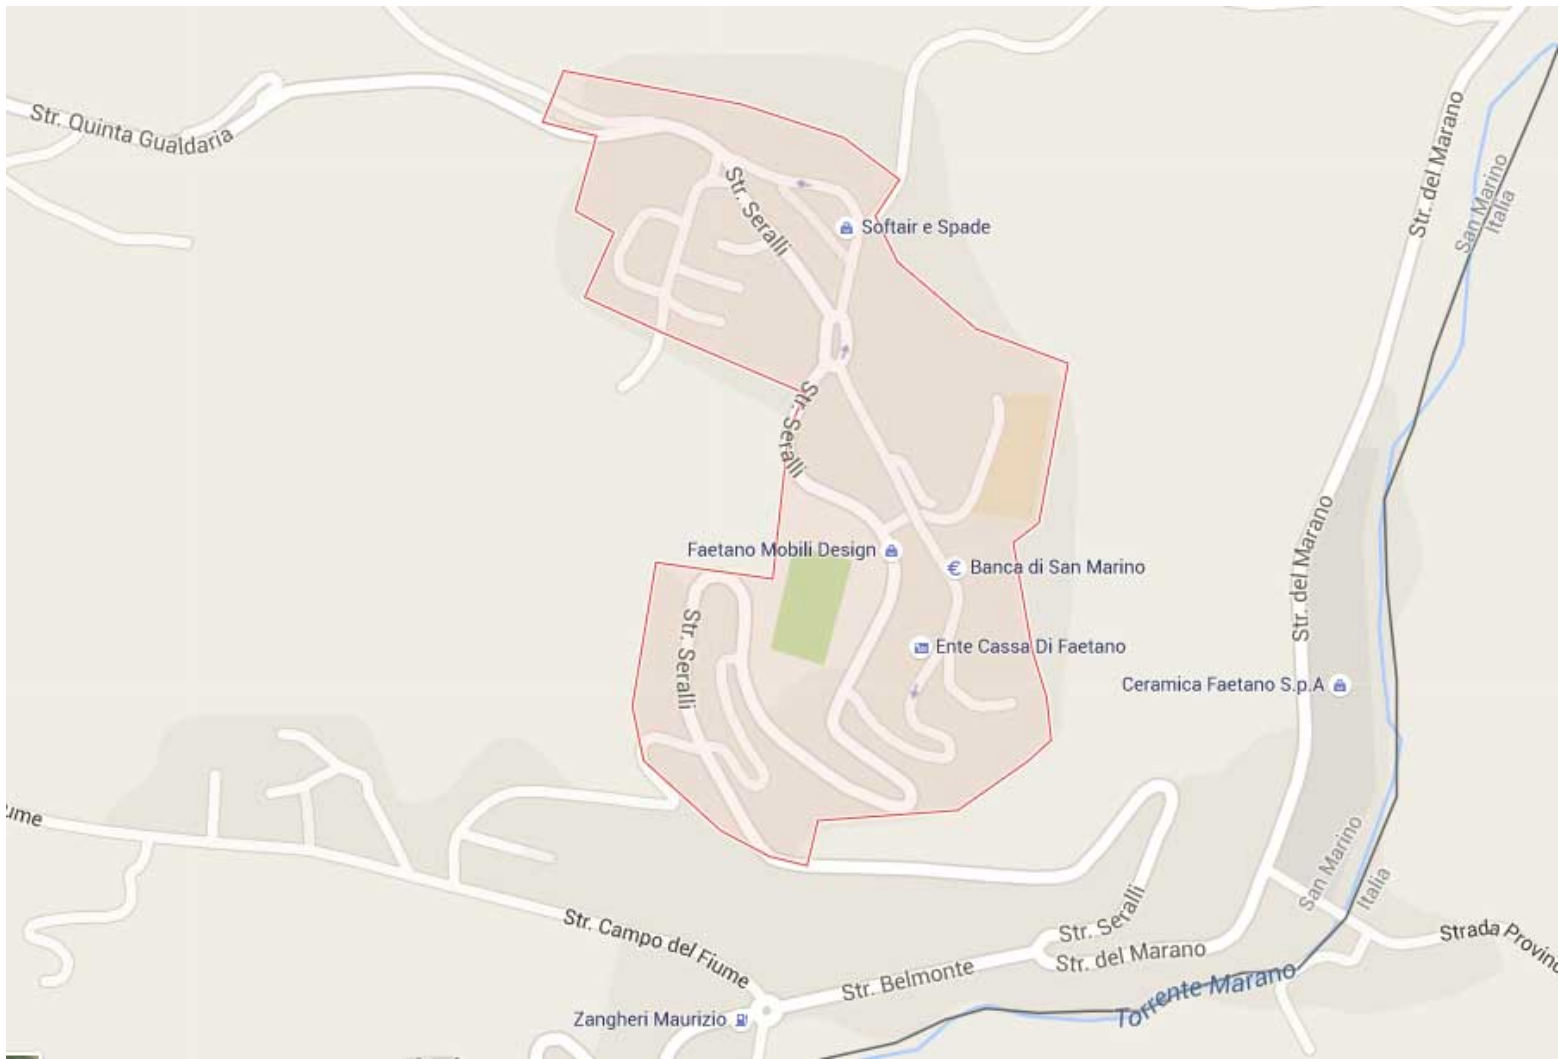 Str. Quinta Gualdaria
Str. del Marano
San Marino
Italia
Str. Seralli
Softair e Spade
Str. Seralli
Faetano Mobili Design
Banca di San Marino
Str. del Marano
Str. Seralli
Ente Cassa Di Faetano
Ceramica Faetano S.p.A
ume
San Marino
Italia
Str. Campo del Fiume
Str. Seralli
Str. del Marano
Strada Provinc
Str. Belmonte
Torrente Marano
Zangheri Maurizio